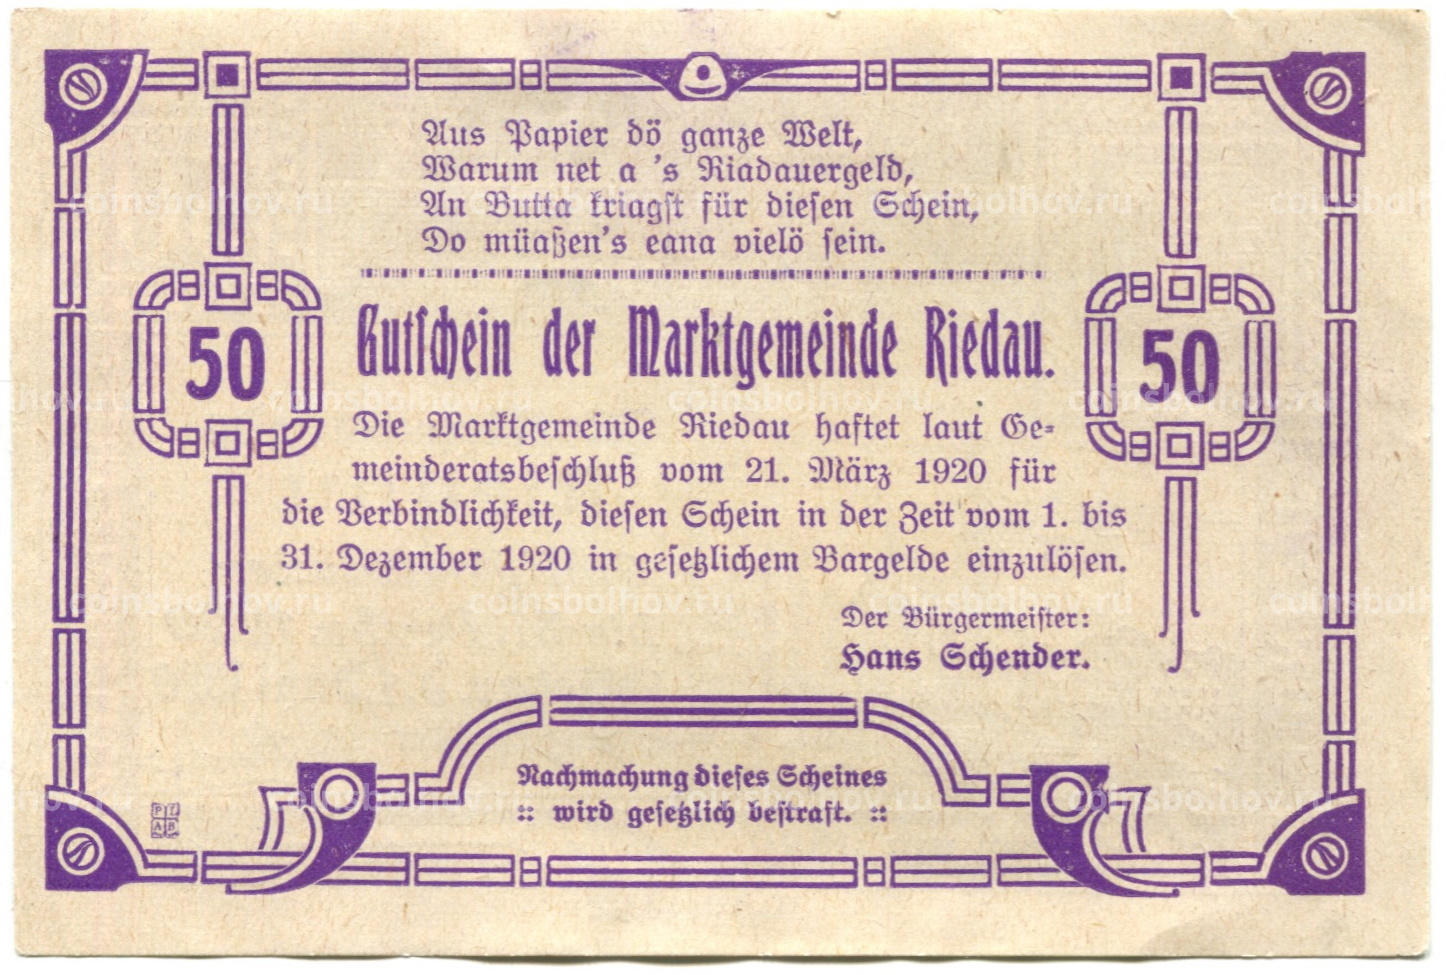 Aus Papier dö ganze Welt,
Warum net a 's Riadauergeld,
An Butta kriagst für diesen Schein,
Do müaßen's eana vielö sein.
50
Gutschein der Marktgemeinde Riedau.
50
Die Marktgemeinde Riedau haftet laut Ge-
meinderatsbeschluß vom 21. März 1920 für
die Verbindlichkeit, diesen Schein in der Zeit vom 1. bis
31. Dezember 1920 in gesetzlichem Bargelde einzulösen.
Der Bürgermeister:
Hans Schender.
Nachmachung dieses Scheines
:: wird gesetzlich bestraft. ::
coinsbolhov.ru